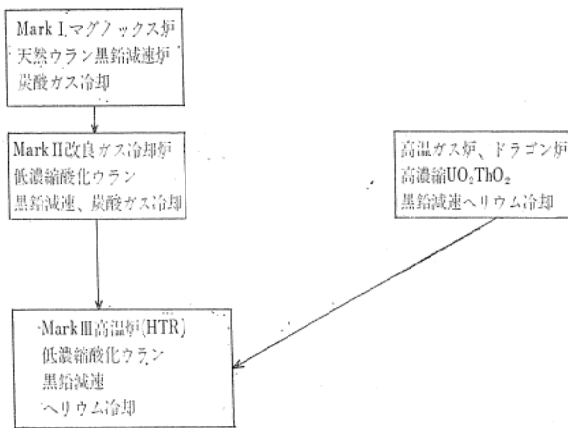 Mark I マグノックス炉
天然ウラン黒鉛減速炉
炭酸ガス冷却
Mark II改良ガス冷却炉
低濃縮酸化ウラン
黒鉛減速、炭酸ガス冷却
高温ガス炉、ドラゴン炉
高濃縮UO₂ThO₂
黒鉛減速ヘリウム冷却
MarkⅢ高温炉(HTR)
低濃縮酸化ウラン
黒鉛減速
ヘリウム冷却